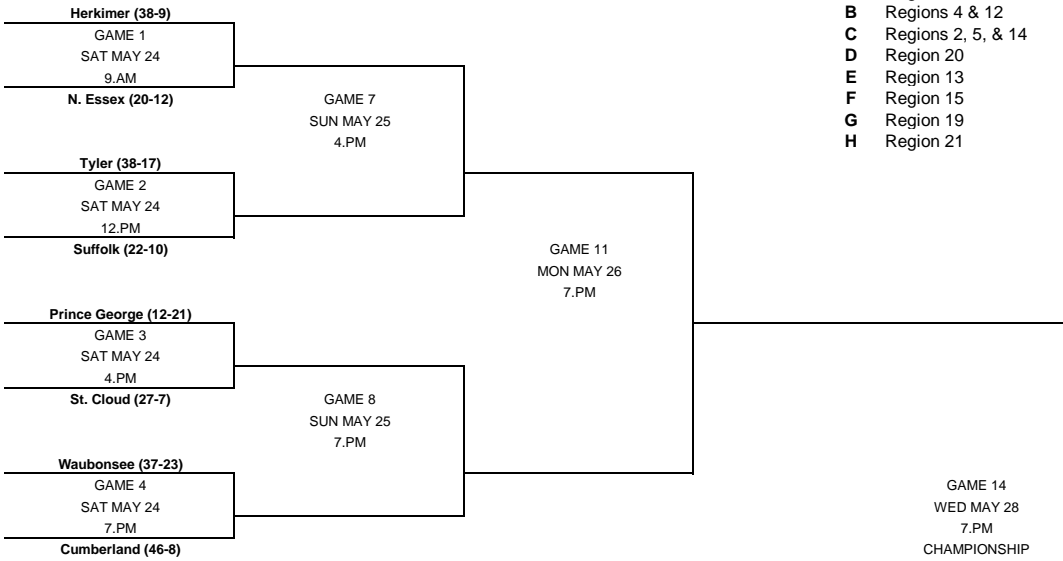 Herkimer (38-9)
GAME 1
SAT MAY 24
9.AM
N. Essex (20-12)
GAME 7
SUN MAY 25
4.PM
Tyler (38-17)
GAME 2
SAT MAY 24
12.PM
Suffolk (22-10)
GAME 11
MON MAY 26
7.PM
Prince George (12-21)
GAME 3
SAT MAY 24
4.PM
St. Cloud (27-7)
GAME 8
SUN MAY 25
7.PM
Waubonsee (37-23)
GAME 4
SAT MAY 24
7.PM
Cumberland (46-8)
GAME 14
WED MAY 28
7.PM
CHAMPIONSHIP
B Regions 4 & 12
C Regions 2, 5, & 14
D Region 20
E Region 13
F Region 15
G Region 19
H Region 21